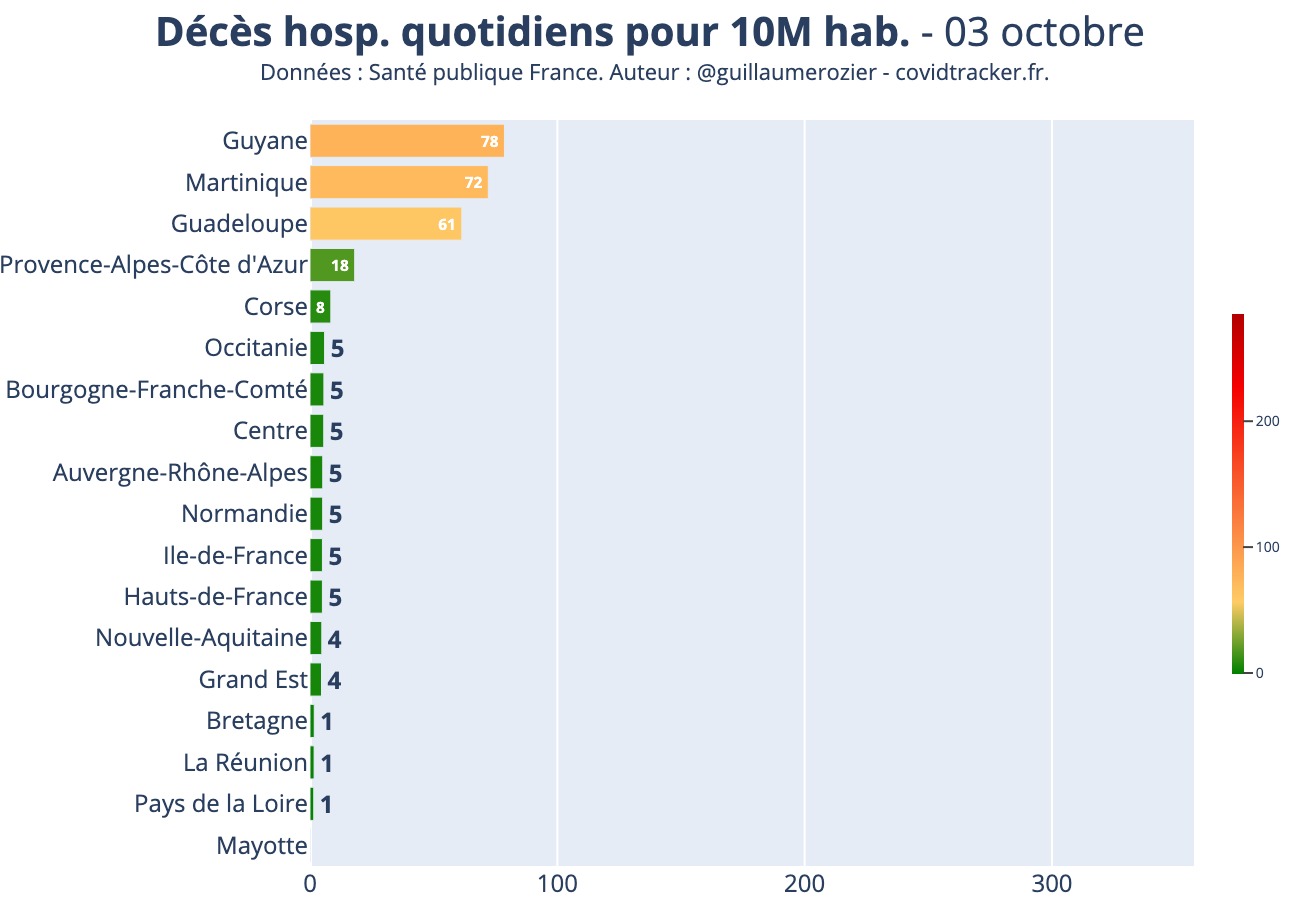 Décès hosp. quotidiens pour 10M hab. - 03 octobre
Données : Santé publique France. Auteur : @guillaumerozier - covidtracker.fr.
Guyane 78
Martinique 72
Guadeloupe 61
Provence-Alpes-Côte d'Azur 18
Corse 8
Occitanie 5
Bourgogne-Franche-Comté 5
Centre 5
Auvergne-Rhône-Alpes 5
Normandie 5
Ile-de-France 5
Hauts-de-France 5
Nouvelle-Aquitaine 4
Grand Est 4
Bretagne 1
La Réunion 1
Pays de la Loire 1
Mayotte
0 100 200 300
200
100
0